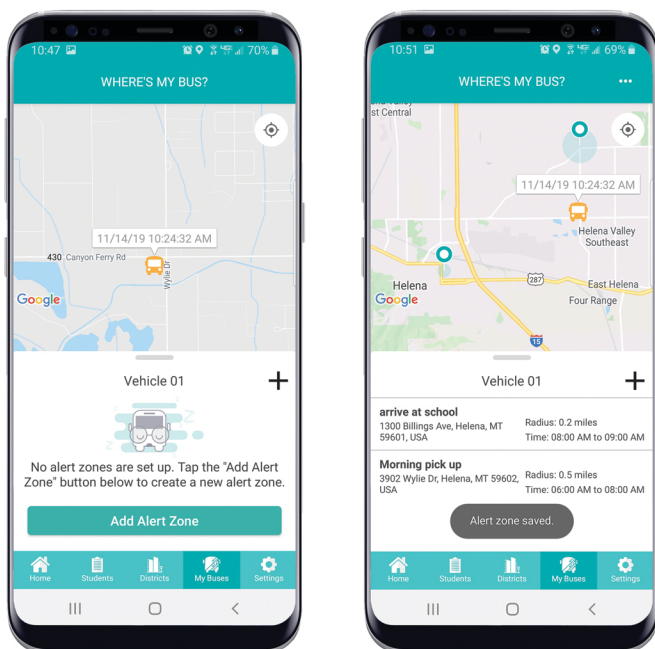 10:47
70%
WHERE'S MY BUS?
11/14/19 10:24:32 AM
430 Canyon Ferry Rd
Wylie Dr
Google
Vehicle 01
No alert zones are set up. Tap the "Add Alert
Zone" button below to create a new alert zone.
Add Alert Zone
Home Students Districts My Buses Settings
10:51
69%
WHERE'S MY BUS?
st Central
11/14/19 10:24:32 AM
Helena Valley
Southeast
287
Helena
East Helena
Google
Four Range
15
Vehicle 01
arrive at school
1300 Billings Ave, Helena, MT
59601, USA
Radius: 0.2 miles
Time: 08:00 AM to 09:00 AM
Morning pick up
3902 Wylie Dr, Helena, MT 59602,
USA
Radius: 0.5 miles
Time: 06:00 AM to 08:00 AM
Alert zone saved.
Home Students Districts My Buses Settings